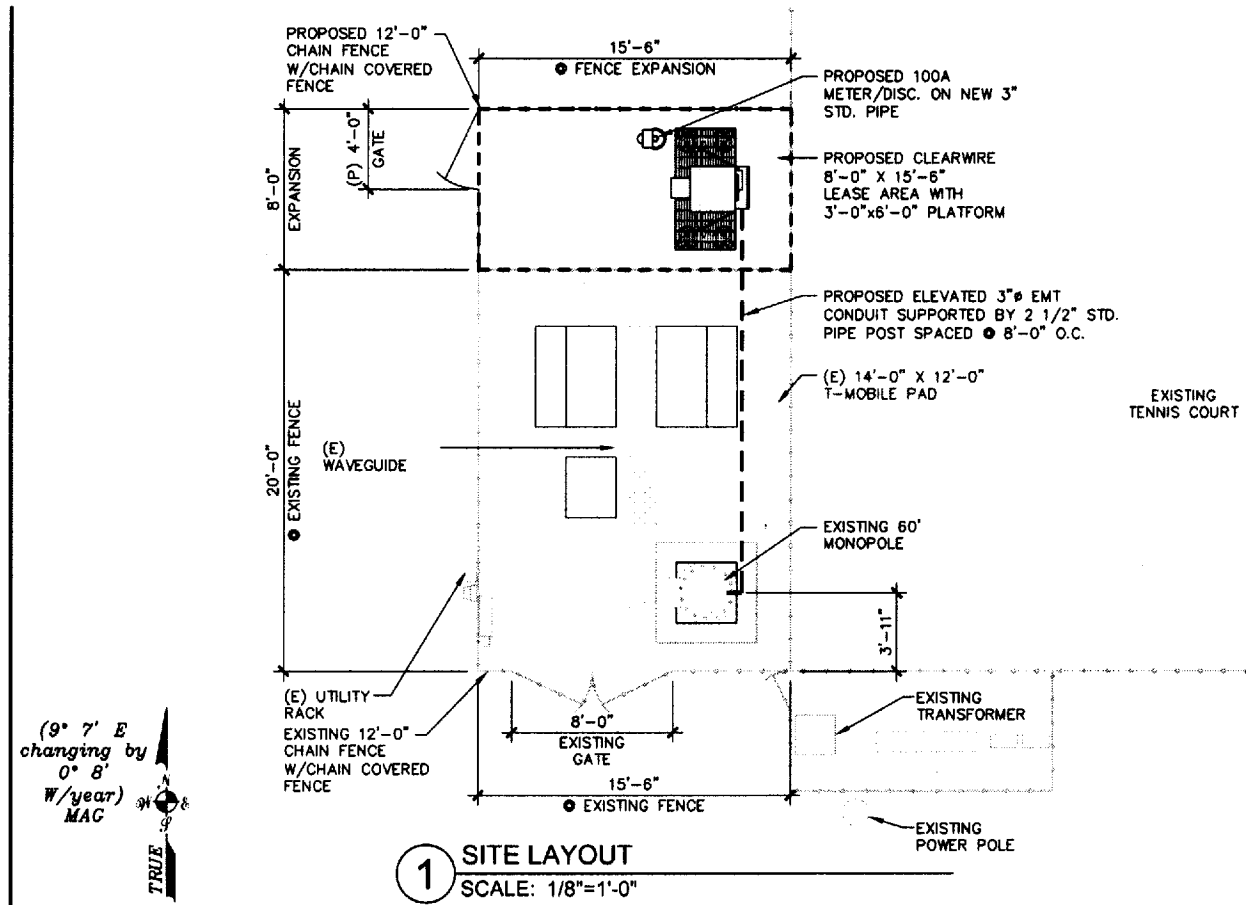 PROPOSED 12'-0"
CHAIN FENCE
W/CHAIN COVERED
FENCE
15'-6"
@ FENCE EXPANSION
PROPOSED 100A
METER/DISC. ON NEW 3"
STD. PIPE
(P) 4'-0"
GATE
8'-0"
EXPANSION
PROPOSED CLEARWIRE
8'-0" X 15'-6"
LEASE AREA WITH
3'-0"x6'-0" PLATFORM
PROPOSED ELEVATED 3"ø EMT
CONDUIT SUPPORTED BY 2 1/2" STD.
PIPE POST SPACED @ 8'-0" O.C.
(E) 14'-0" X 12'-0"
T-MOBILE PAD
EXISTING
TENNIS COURT
(E)
WAVEGUIDE
20'-0"
@ EXISTING FENCE
EXISTING 60'
MONOPOLE
3'-11"
(E) UTILITY
RACK
EXISTING 12'-0"
CHAIN FENCE
W/CHAIN COVERED
FENCE
8'-0"
EXISTING
GATE
15'-6"
@ EXISTING FENCE
EXISTING
TRANSFORMER
EXISTING
POWER POLE
(9° 7' E
changing by
0° 8'
W/year)
MAG
N
W E
S
TRUE
1
SITE LAYOUT
SCALE: 1/8"=1'-0"